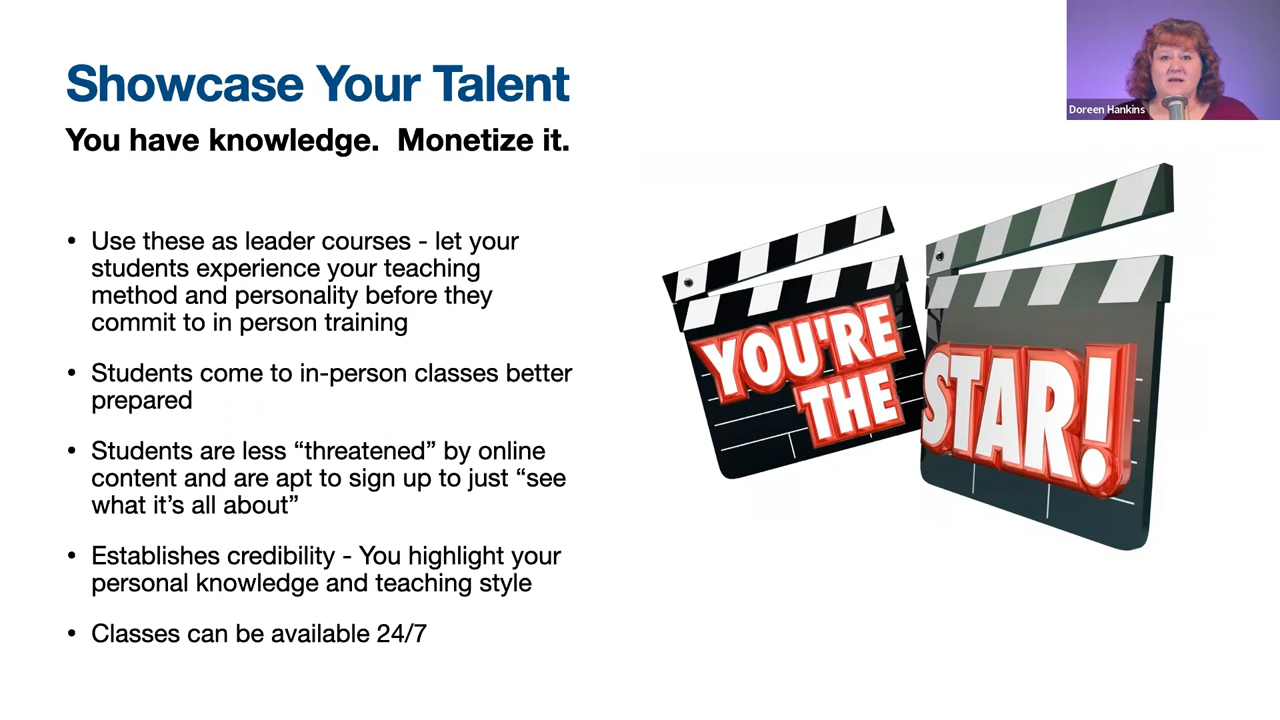 Showcase Your Talent
You have knowledge.  Monetize it.
• Use these as leader courses - let your
students experience your teaching
method and personality before they
commit to in person training
• Students come to in-person classes better
prepared
• Students are less “threatened” by online
content and are apt to sign up to just “see
what it’s all about”
• Establishes credibility - You highlight your
personal knowledge and teaching style
• Classes can be available 24/7
YOU'RE
THE
STAR!
Doreen Hankins